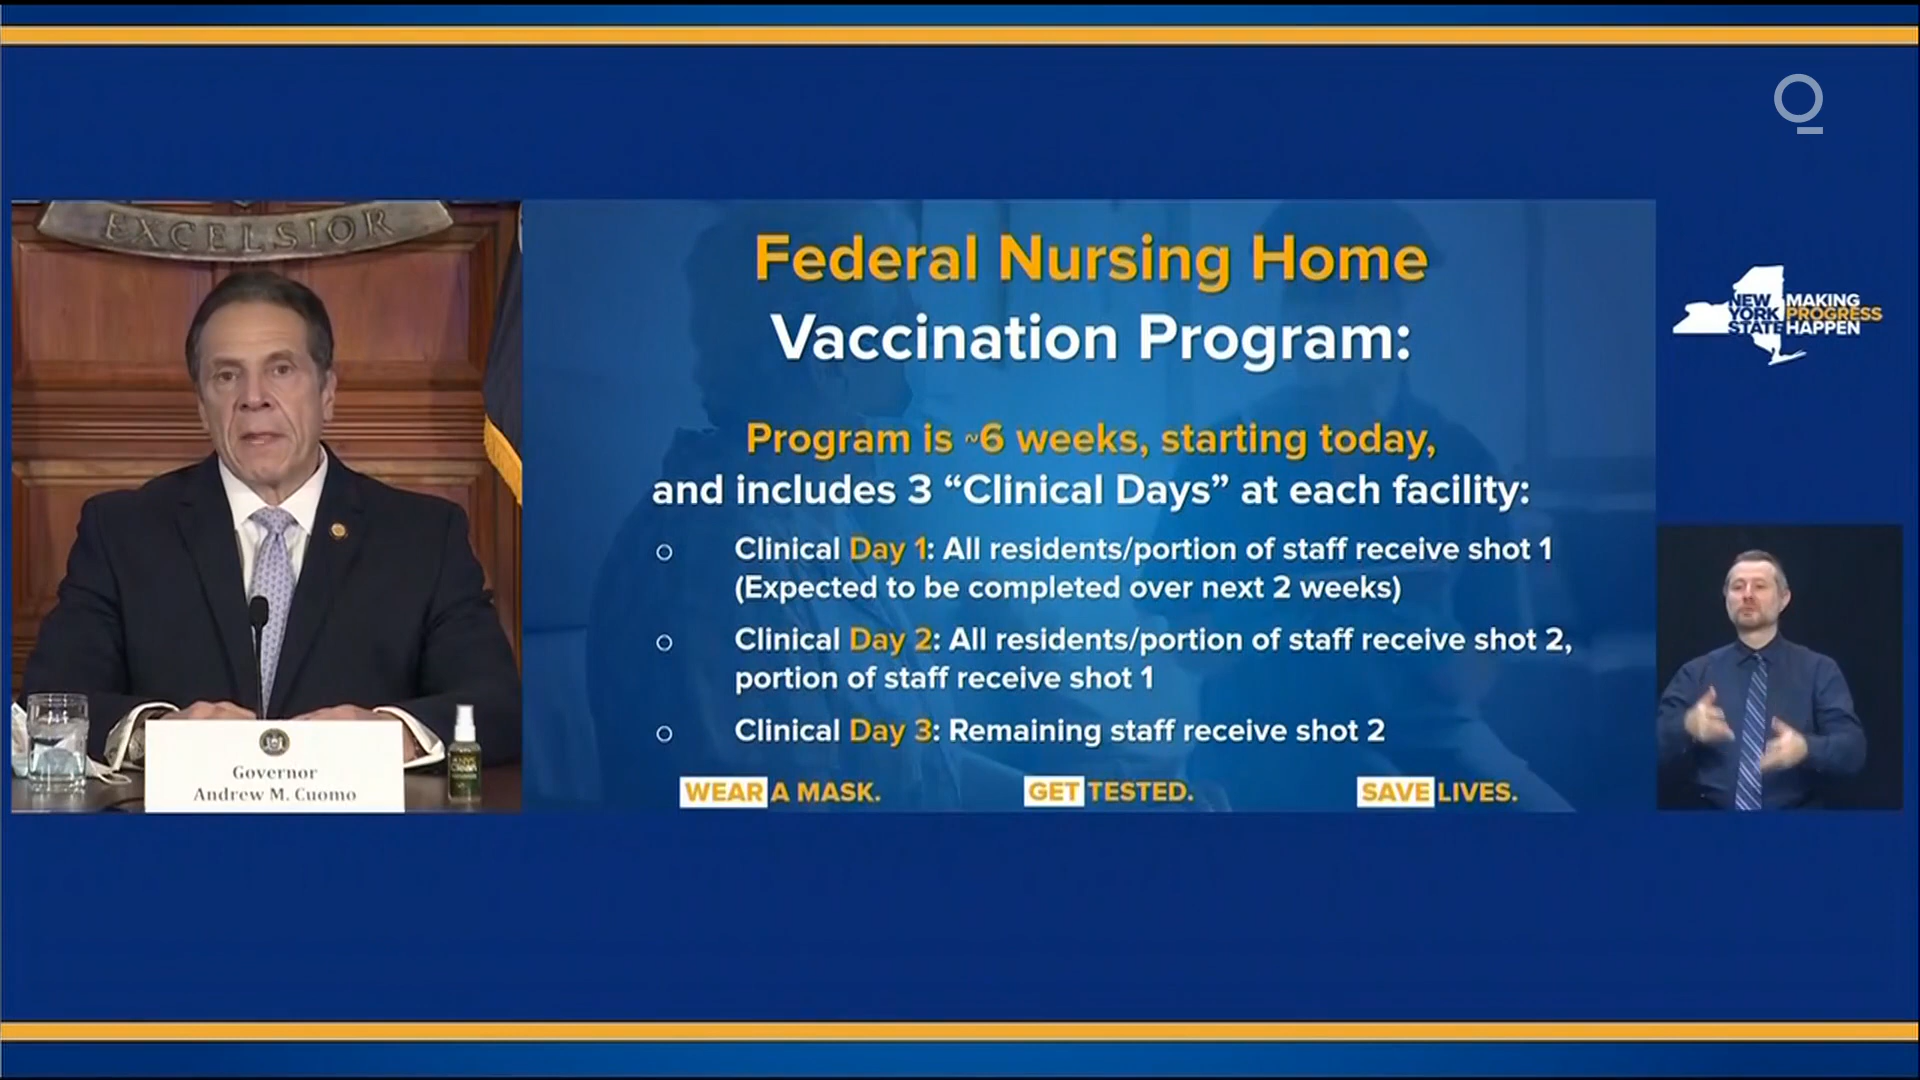 EXCELSIOR
Governor
Andrew M. Cuomo
Federal Nursing Home
Vaccination Program:
Program is ~6 weeks, starting today,
and includes 3 “Clinical Days” at each facility:
Clinical Day 1: All residents/portion of staff receive shot 1
(Expected to be completed over next 2 weeks)
Clinical Day 2: All residents/portion of staff receive shot 2,
portion of staff receive shot 1
Clinical Day 3: Remaining staff receive shot 2
WEAR A MASK. GET TESTED. SAVE LIVES.
NEW
YORK
STATE
MAKING
PROGRESS
HAPPEN